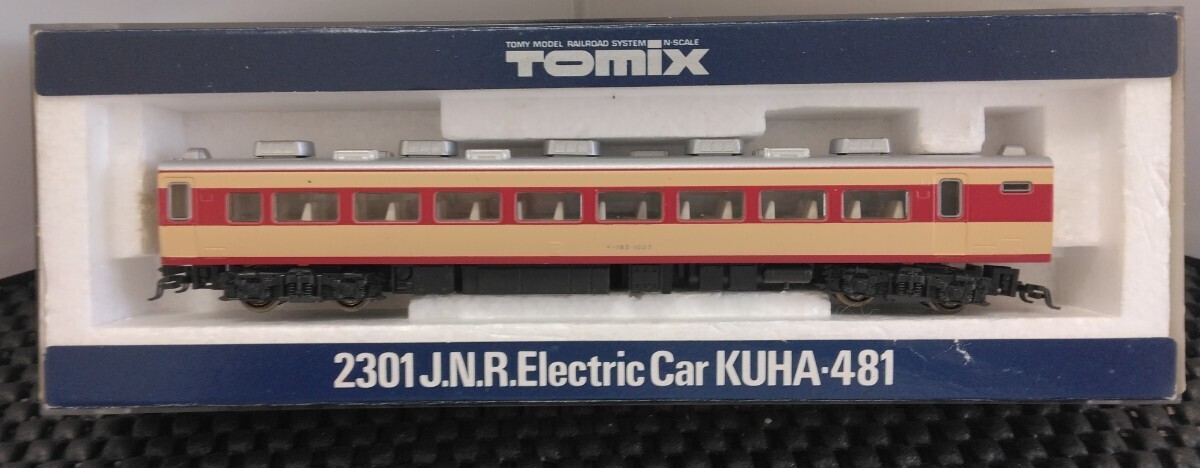 TOMY MODEL RAILROAD SYSTEM N-SCALE
TOMIX
2301 J.N.R.Electric Car KUHA·481